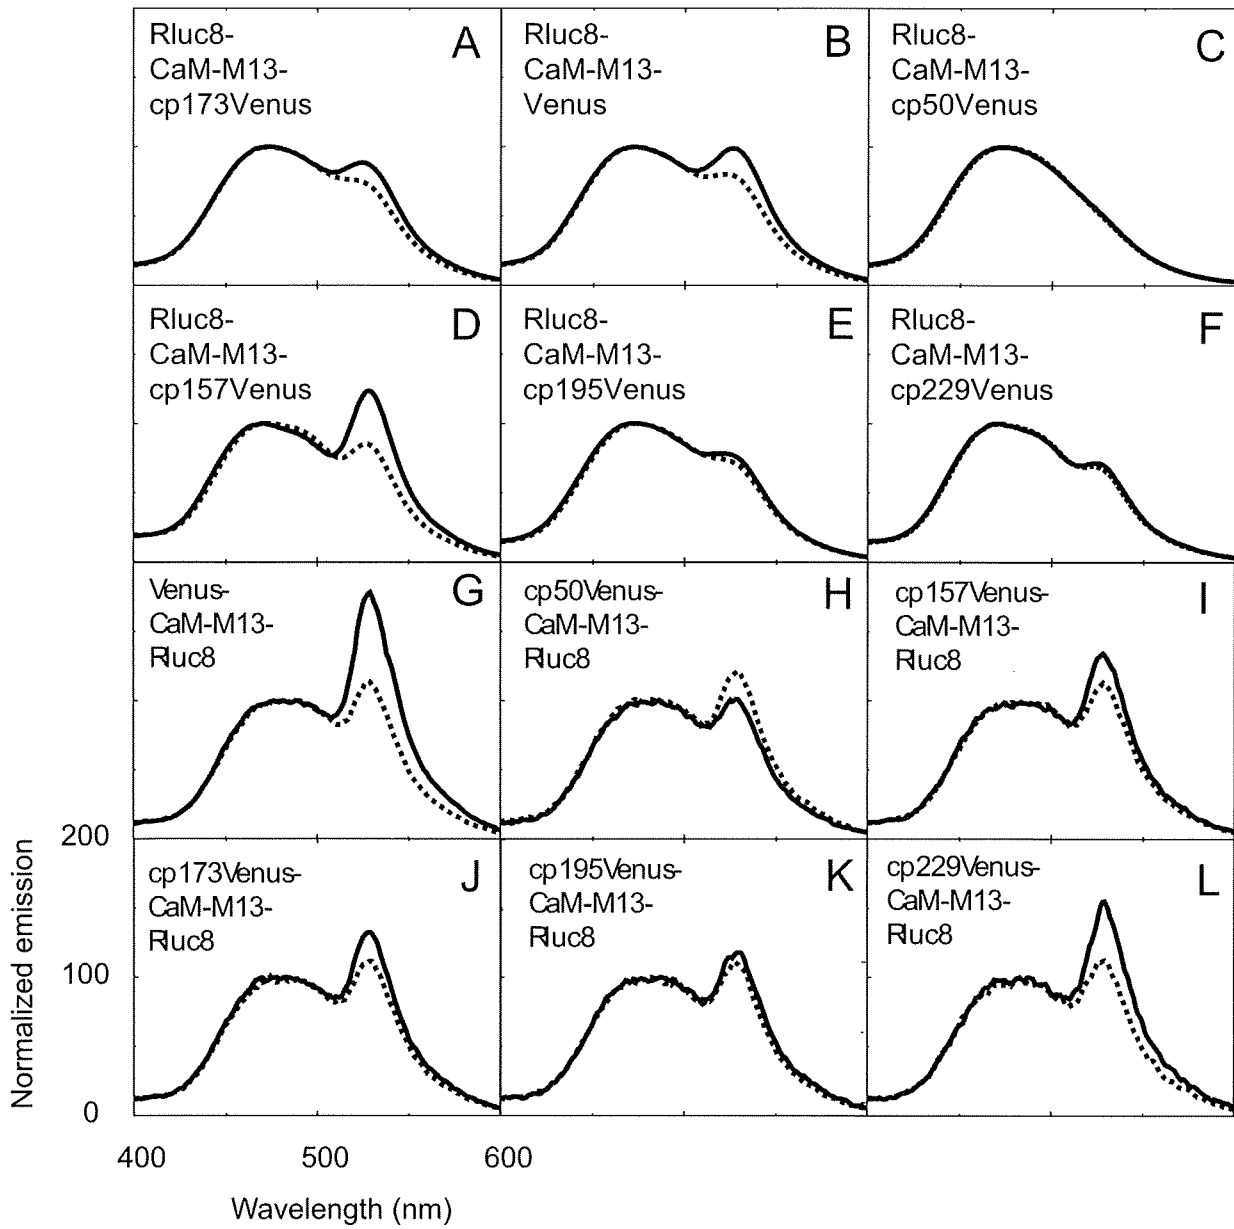 Rluc8-
CaM-M13-
cp173Venus
A
Rluc8-
CaM-M13-
Venus
B
Rluc8-
CaM-M13-
cp50Venus
C
Rluc8-
CaM-M13-
cp157Venus
D
Rluc8-
CaM-M13-
cp195Venus
E
Rluc8-
CaM-M13-
cp229Venus
F
Venus-
CaM-M13-
Rluc8
G
cp50Venus-
CaM-M13-
Rluc8
H
cp157Venus-
CaM-M13-
Rluc8
I
cp173Venus-
CaM-M13-
Rluc8
J
cp195Venus-
CaM-M13-
Rluc8
K
cp229Venus-
CaM-M13-
Rluc8
L
Normalized emission
200
100
0
400 500 600
Wavelength (nm)